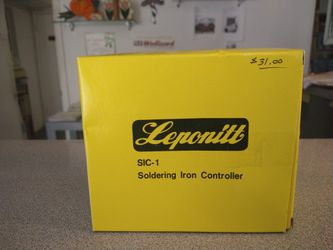 $31.00
Leponitt
SIC-1
Soldering Iron Controller